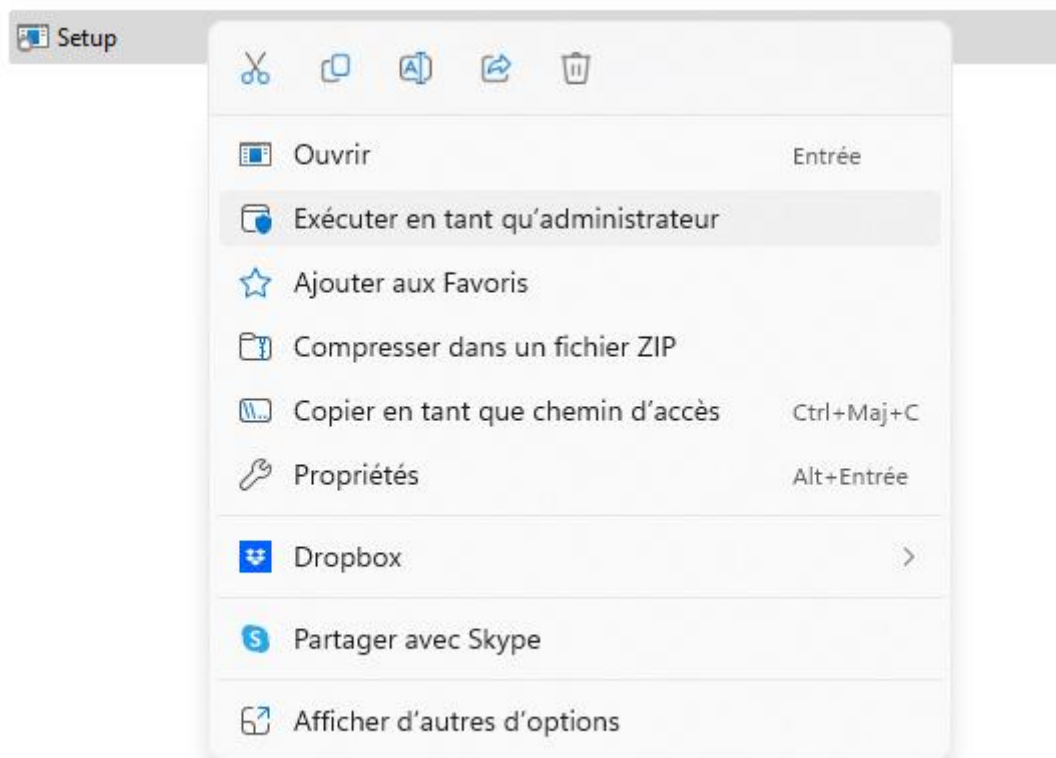 Setup
Ouvrir Entrée
Exécuter en tant qu’administrateur
Ajouter aux Favoris
Compresser dans un fichier ZIP
Copier en tant que chemin d’accès Ctrl+Maj+C
Propriétés Alt+Entrée
Dropbox
Partager avec Skype
Afficher d’autres d’options